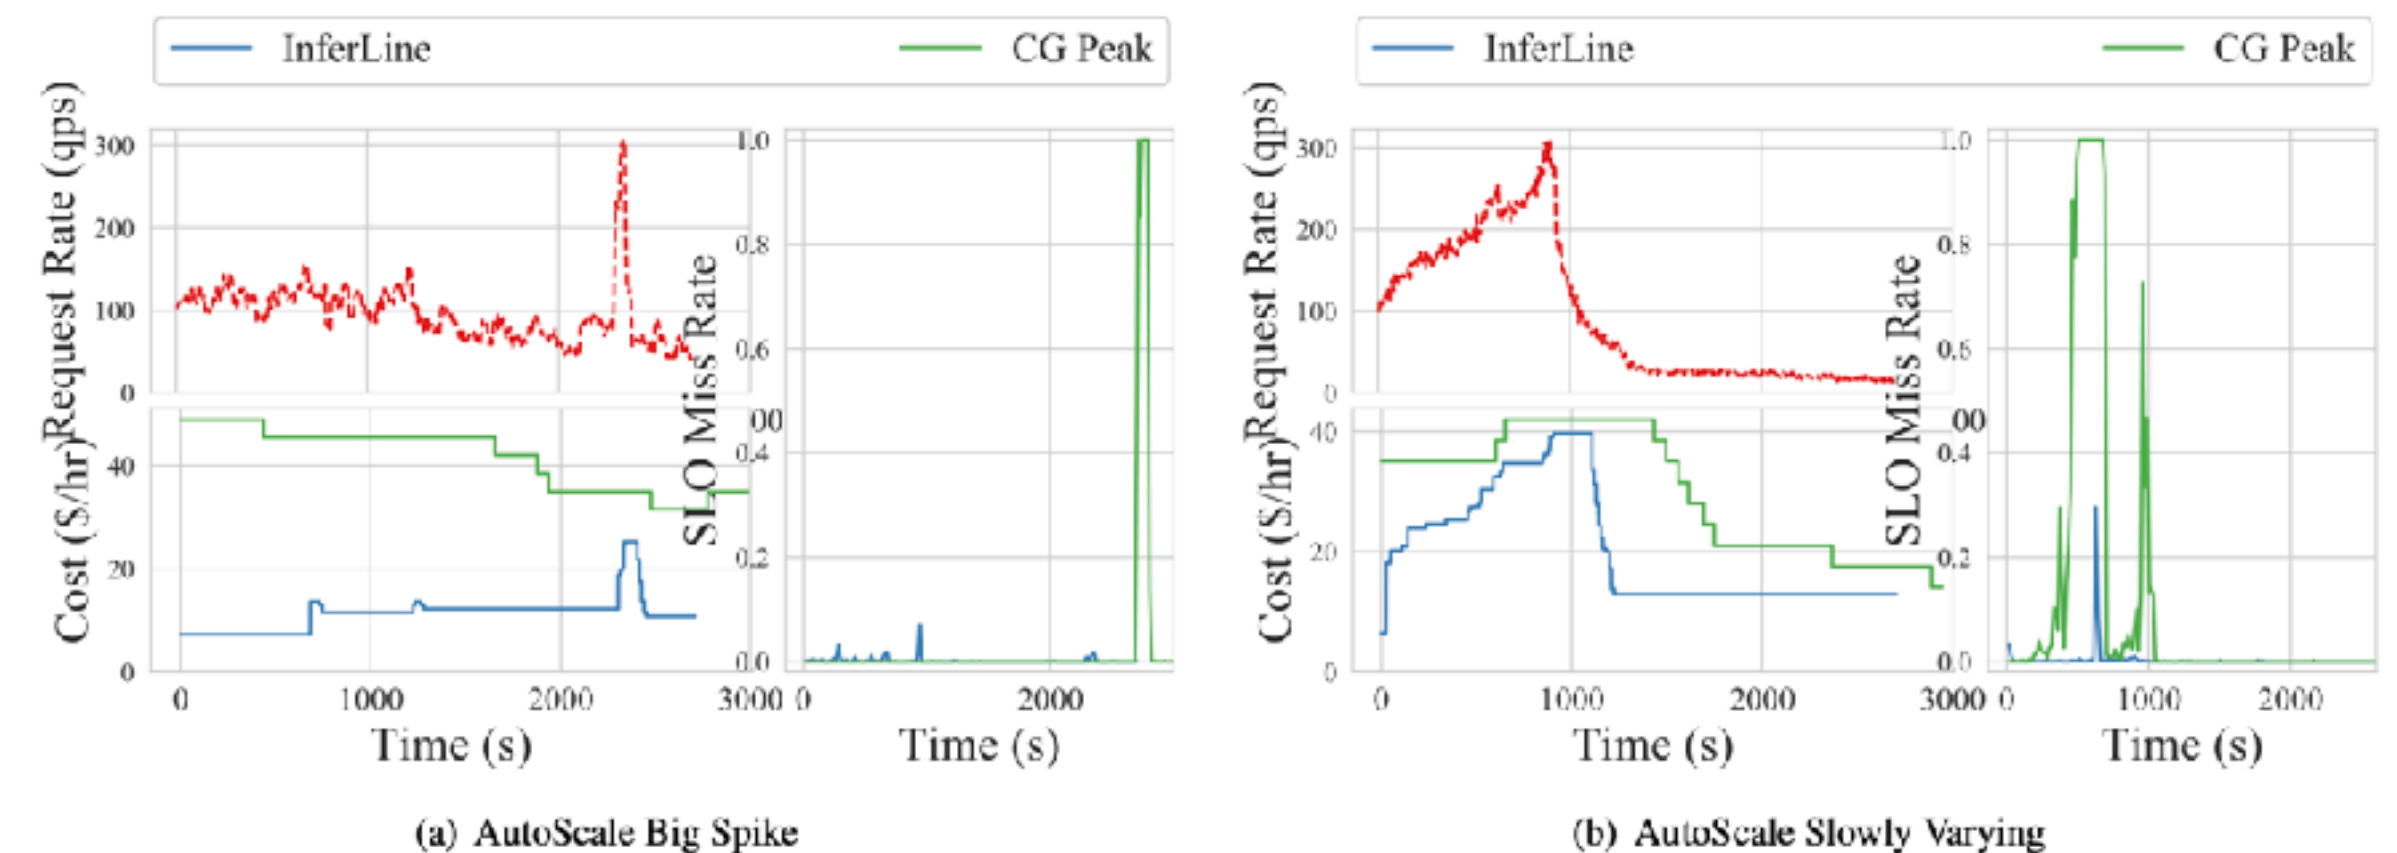 InferLine
CG Peak
Request Rate (qps)
300
200
100
0
Cost ($/hr)
40
20
0
0
1000
2000
3000
Time (s)
SLO Miss Rate
1.0
0.8
0.6
00
0.4
0.2
0.0
0
2000
Time (s)
(a) AutoScale Big Spike
InferLine
CG Peak
Request Rate (qps)
300
200
100
0
Cost ($/hr)
40
20
0
0
1000
2000
3000
Time (s)
SLO Miss Rate
1.0
0.8
0.6
00
0.4
0.2
0.0
0
1000
2000
Time (s)
(b) AutoScale Slowly Varying